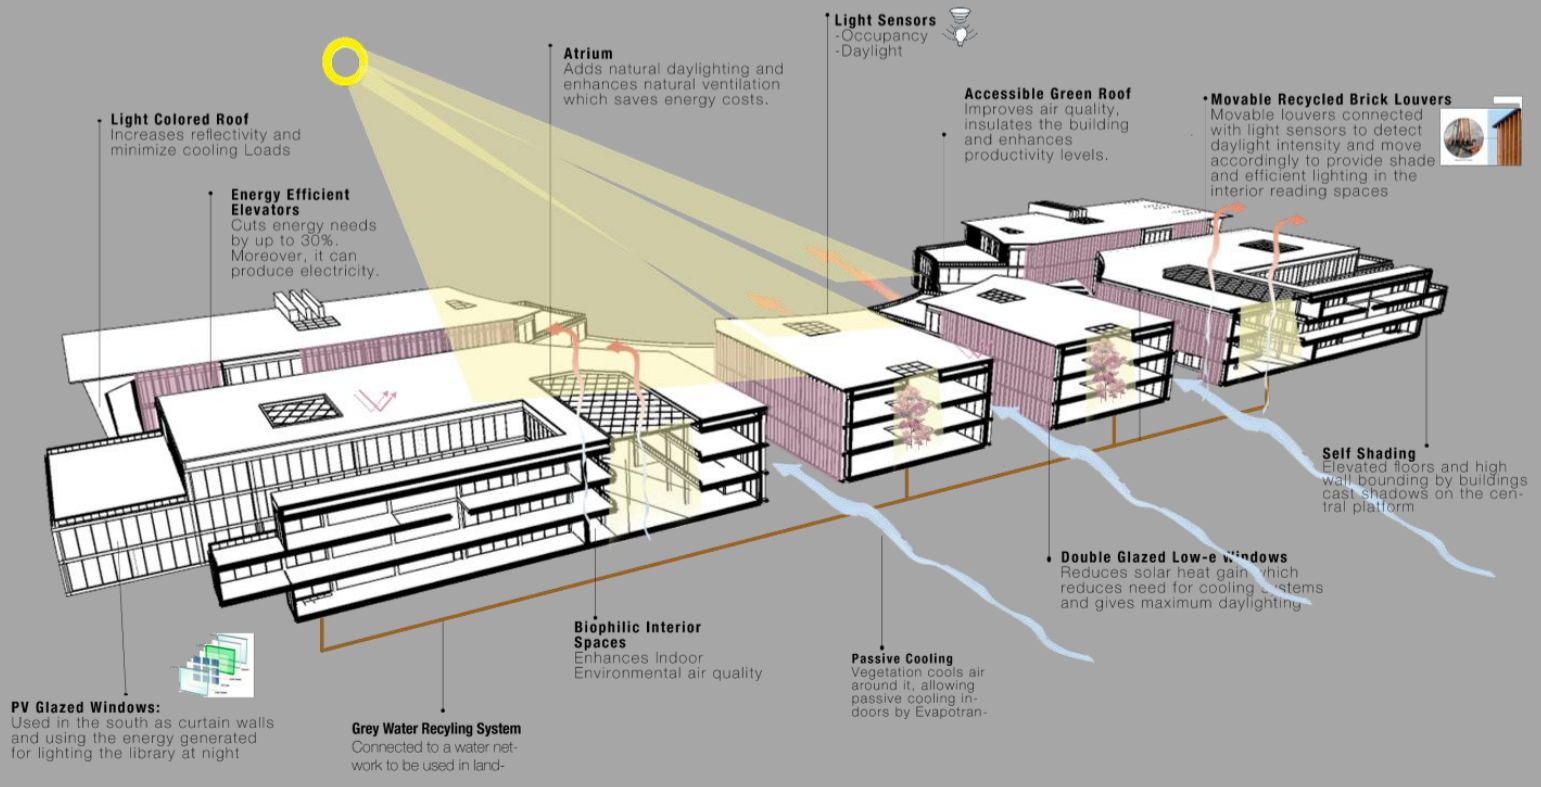 Light Sensors
-Occupancy
-Daylight
Atrium
Adds natural daylighting and
enhances natural ventilation
which saves energy costs.
Accessible Green Roof
Improves air quality,
insulates the building
and enhances
productivity levels.
Movable Recycled Brick Louvers
Movable louvers connected
with light sensors to detect
daylight intensity and move
accordingly to provide shade
and efficient lighting in the
interior reading spaces
Light Colored Roof
Increases reflectivity and
minimize cooling Loads
Energy Efficient
Elevators
Cuts energy needs
by up to 30%.
Moreover, it can
produce electricity.
Self Shading
Elevated floors and high
wall bounding by buildings
cast shadows on the cen-
tral platform
Double Glazed Low-e Windows
Reduces solar heat gain which
reduces need for cooling systems
and gives maximum daylighting
Biophilic Interior
Spaces
Enhances Indoor
Environmental air quality
Passive Cooling
Vegetation cools air
around it, allowing
passive cooling in-
doors by Evapotran-
PV Glazed Windows:
Used in the south as curtain walls
and using the energy generated
for lighting the library at night
Grey Water Recyling System
Connected to a water net-
work to be used in land-